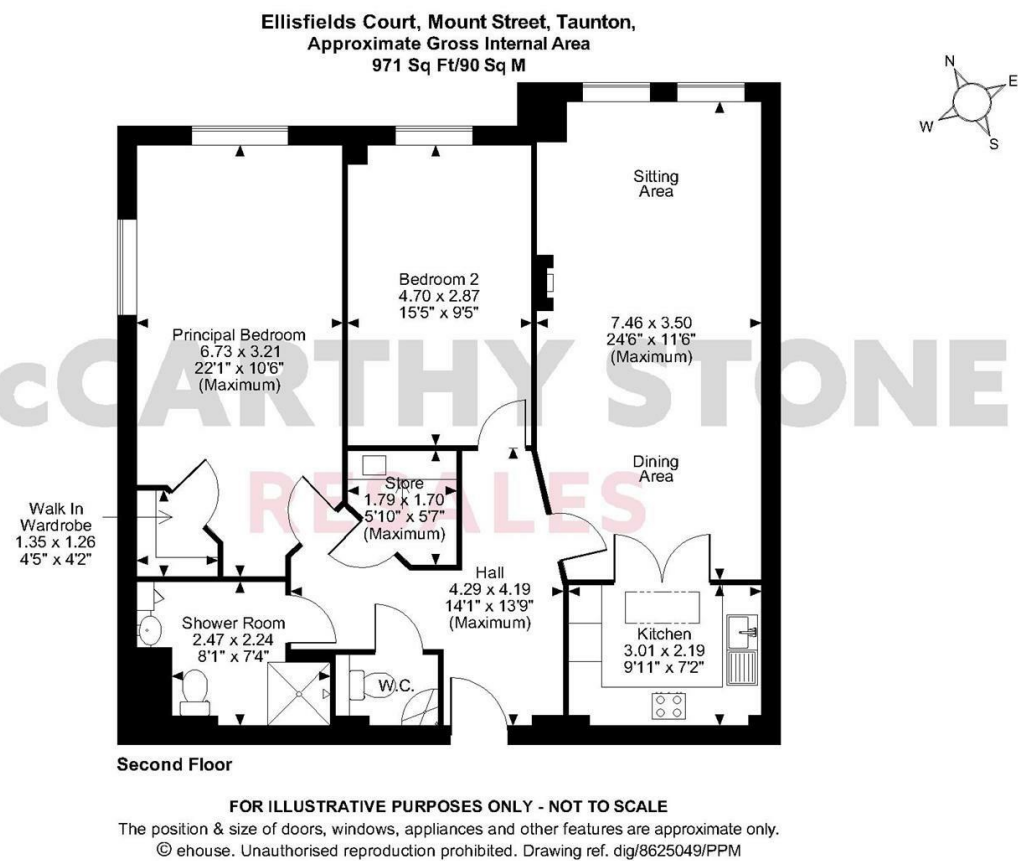 Ellisfields Court, Mount Street, Taunton,
Approximate Gross Internal Area
971 Sq Ft/90 Sq M
N
E
W
S
Sitting
Area
Bedroom 2
4.70 x 2.87
15'5" x 9'5"
7.46 x 3.50
24'6" x 11'6"
(Maximum)
Principal Bedroom
6.73 x 3.21
22'1" x 10'6"
(Maximum)
cCARTHY STONE
RESALES
Dining
Area
Store
1.79 x 1.70
5'10" x 5'7"
(Maximum)
Walk In
Wardrobe
1.35 x 1.26
4'5" x 4'2"
Hall
4.29 x 4.19
14'1" x 13'9"
(Maximum)
Shower Room
2.47 x 2.24
8'1" x 7'4"
Kitchen
3.01 x 2.19
9'11" x 7'2"
W.C.
Second Floor
FOR ILLUSTRATIVE PURPOSES ONLY - NOT TO SCALE
The position & size of doors, windows, appliances and other features are approximate only.
© ehouse. Unauthorised reproduction prohibited. Drawing ref. dig/8625049/PPM